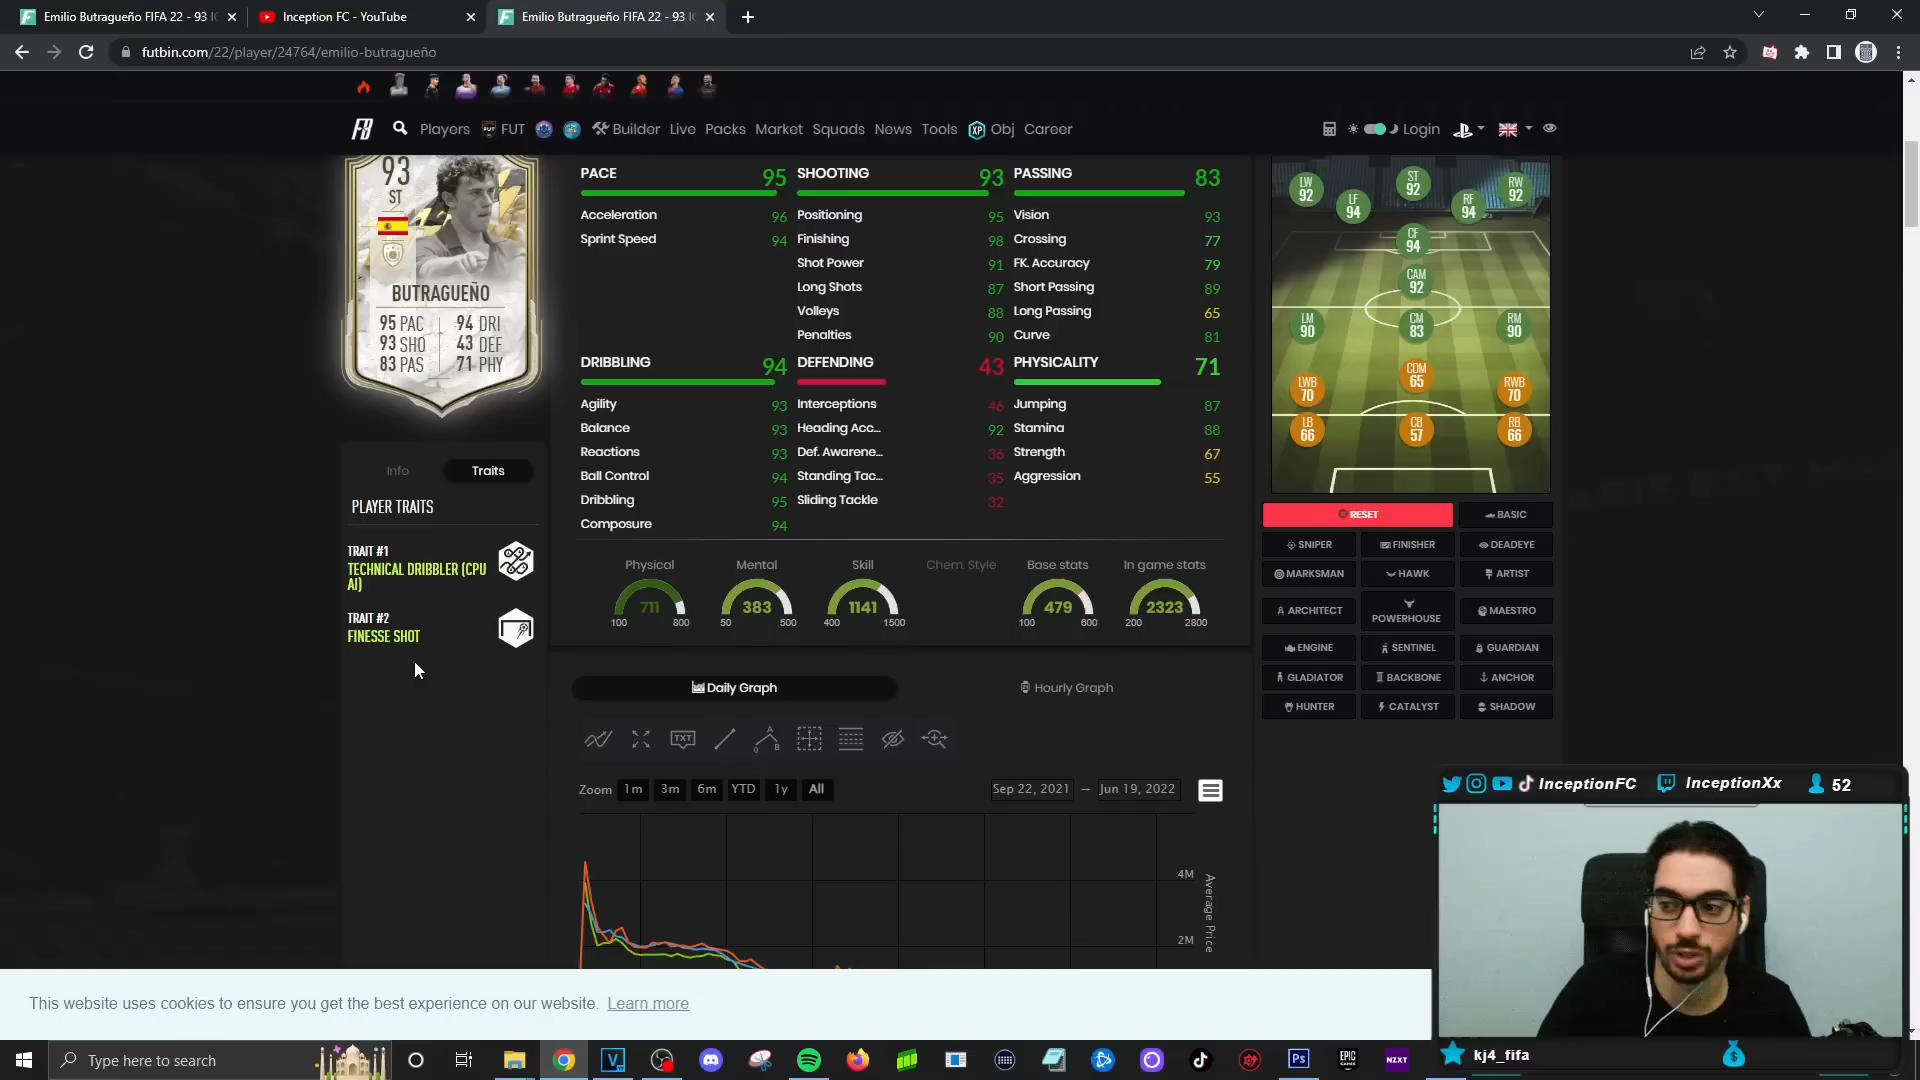 Emilio Butragueño FIFA 22 - 93 I
Inception FC - YouTube
Emilio Butragueño FIFA 22 - 93 I
futbin.com/22/player/24764/emilio-butragueño
Players FUT Builder Live Packs Market Squads News Tools XP Obj Career Login
93
ST
BUTRAGUEÑO
95 PAC 94 DRI
93 SHO 43 DEF
83 PAS 71 PHY
Info Traits
PLAYER TRAITS
TRAIT #1
TECHNICAL DRIBBLER (CPU
AI)
TRAIT #2
FINESSE SHOT
PACE 95
Acceleration 96
Sprint Speed 94
SHOOTING 93
Positioning 95
Finishing 98
Shot Power 91
Long Shots 87
Volleys 88
Penalties 90
PASSING 83
Vision 93
Crossing 77
FK. Accuracy 79
Short Passing 89
Long Passing 65
Curve 81
DRIBBLING 94
Agility 93
Balance 93
Reactions 93
Ball Control 94
Dribbling 95
Composure 94
DEFENDING 43
Interceptions 46
Heading Acc... 92
Def. Awarene... 36
Standing Tac... 35
Sliding Tackle 32
PHYSICALITY 71
Jumping 87
Stamina 88
Strength 67
Aggression 55
Physical Mental Skill Chem. Style Base stats In game stats
711 383 1141 479 2323
100 800 50 500 400 1500 100 600 200 2800
Daily Graph Hourly Graph
TXT
Zoom 1m 3m 6m YTD 1y All Sep 22, 2021 → Jun 19, 2022
4M
2M
Average Price
LW
92
ST
92
RW
92
LF
94
RF
94
CF
94
CAM
92
LM
90
CM
83
RM
90
CDM
65
LWB
70
RWB
70
LB
66
CB
57
RB
66
RESET BASIC
SNIPER FINISHER DEADEYE
MARKSMAN HAWK ARTIST
ARCHITECT POWERHOUSE MAESTRO
ENGINE SENTINEL GUARDIAN
GLADIATOR BACKBONE ANCHOR
HUNTER CATALYST SHADOW
InceptionFC InceptionXx 52
This website uses cookies to ensure you get the best experience on our website. Learn more
kj4_fifa
Type here to search
V
Ps
EPIC
GAMES
NZXT